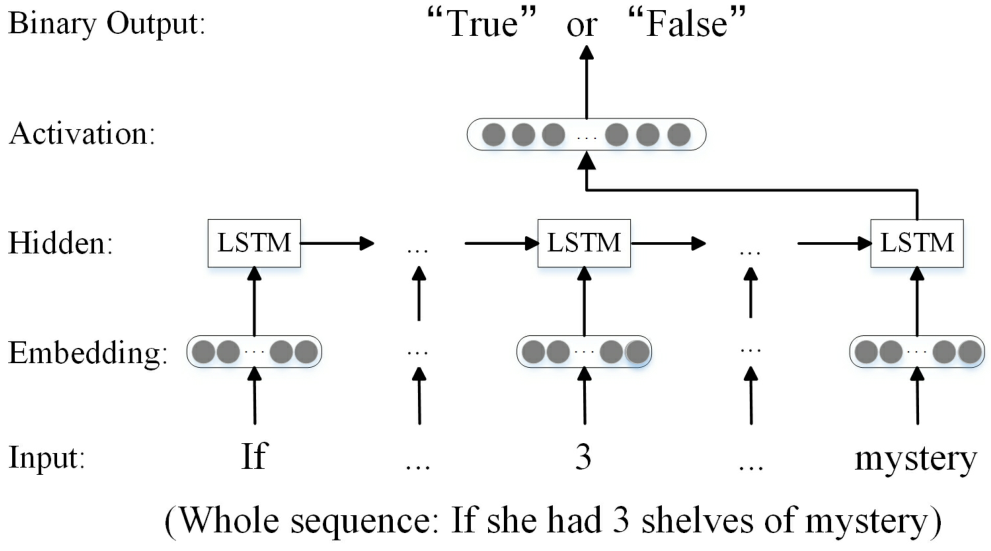 Binary Output: “True” or “False”
Activation: ...
Hidden: LSTM ... LSTM ... LSTM
Embedding: ... ... ... ... ...
Input: If ... 3 ... mystery
(Whole sequence: If she had 3 shelves of mystery)